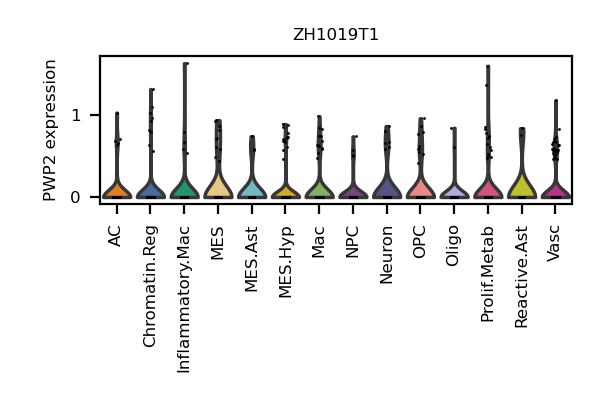 ZH1019T1
PWP2 expression
1
0
AC
Chromatin.Reg
Inflammatory.Mac
MES
MES.Ast
MES.Hyp
Mac
NPC
Neuron
OPC
Oligo
Prolif.Metab
Reactive.Ast
Vasc